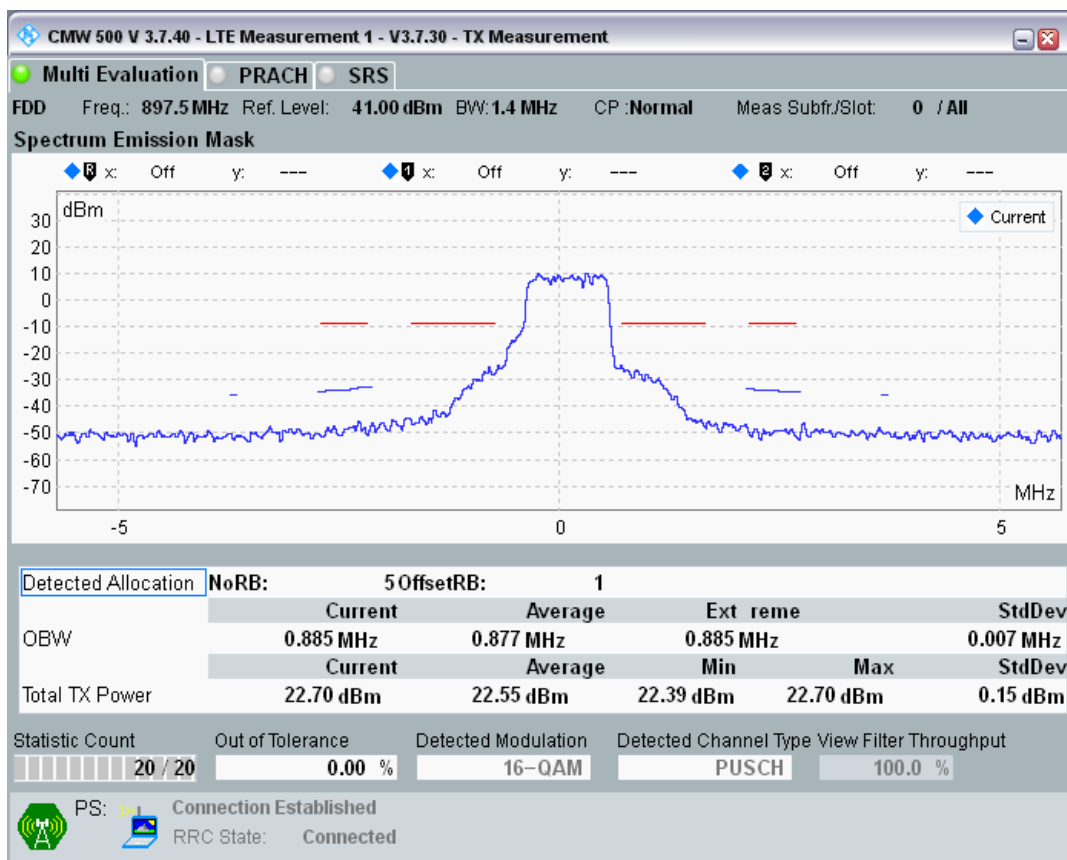 CMW 500 V 3.7.40 - LTE Measurement 1 - V3.7.30 - TX Measurement
Multi Evaluation PRACH SRS
FDD Freq.: 897.5 MHz Ref. Level: 41.00 dBm BW: 1.4 MHz CP :Normal Meas Subfr./Slot: 0 / All
Spectrum Emission Mask
R x: Off y: --- 1 x: Off y: --- 2 x: Off y: ---
dBm
Current
30
20
10
0
-10
-20
-30
-40
-50
-60
-70
MHz
-5 0 5
Detected Allocation NoRB: 5 OffsetRB: 1
Current Average Ext reme StdDev
OBW 0.885 MHz 0.877 MHz 0.885 MHz 0.007 MHz
Current Average Min Max StdDev
Total TX Power 22.70 dBm 22.55 dBm 22.39 dBm 22.70 dBm 0.15 dBm
Statistic Count Out of Tolerance Detected Modulation Detected Channel Type View Filter Throughput
20 / 20 0.00 % 16-QAM PUSCH 100.0 %
PS: Connection Established
RRC State: Connected